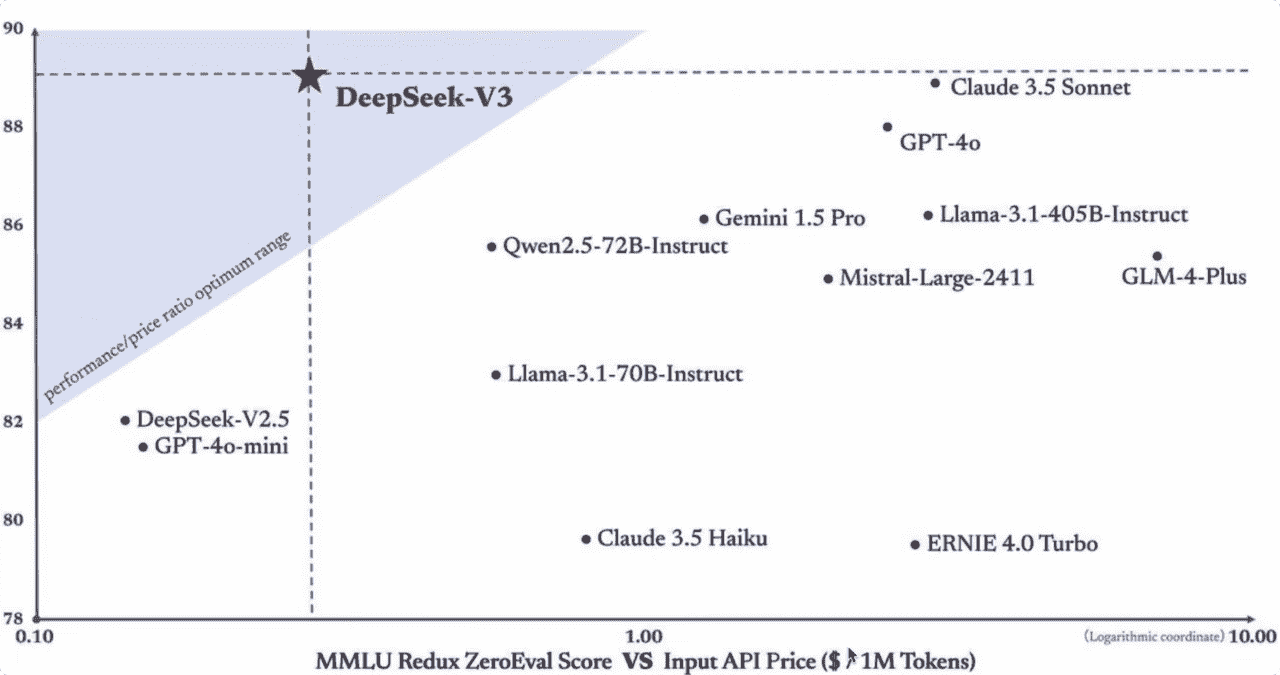 90
DeepSeek-V3
Claude 3.5 Sonnet
88
GPT-4o
86
Gemini 1.5 Pro
Llama-3.1-405B-Instruct
Qwen2.5-72B-Instruct
Mistral-Large-2411
GLM-4-Plus
performance/price ratio optimum range
84
Llama-3.1-70B-Instruct
82
DeepSeek-V2.5
GPT-4o-mini
80
Claude 3.5 Haiku
ERNIE 4.0 Turbo
78
0.10
1.00
(Logarithmic coordinate) 10.00
MMLU Redux ZeroEval Score VS Input API Price ($ / 1M Tokens)